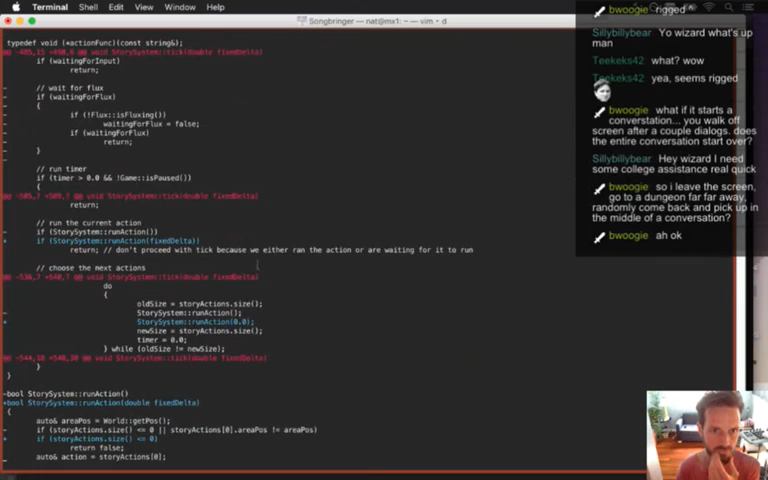 Terminal Shell Edit View Window Help
Songbringer — nat@mx1: ~ — vim • d
typedef void (*actionFunc)(const string&);
@@ -485,15 +490,6 @@ void StorySystem::tick(double fixedDelta)
if (waitingForInput)
return;
-
- // wait for flux
- if (waitingForFlux)
- {
- if (!Flux::isFluxing())
- waitingForFlux = false;
- if (waitingForFlux)
- return;
- }
// run timer
if (timer > 0.0 && !Game::isPaused())
{
@@ -505,7 +509,7 @@ void StorySystem::tick(double fixedDelta)
return;
// run the current action
- if (StorySystem::runAction())
+ if (StorySystem::runAction(fixedDelta))
return; // don't proceed with tick because we either ran the action or are waiting for it to run
// choose the next actions
void StorySystem::tick(double fixedDelta)
do
{
oldSize = storyActions.size();
- StorySystem::runAction();
+ StorySystem::runAction(0.0);
newSize = storyActions.size();
timer = 0.0;
} while (oldSize != newSize);
void StorySystem::tick(double fixedDelta)
}
}
-bool StorySystem::runAction()
+bool StorySystem::runAction(double fixedDelta)
{
auto& areaPos = World::getPos();
- if (storyActions.size() <= 0 || storyActions[0].areaPos != areaPos)
+ if (storyActions.size() <= 0)
return false;
auto& action = storyActions[0];
bwoogie rigged
Sillybillybear Yo wizard what's up
man
Teekeks42 what? wow
Teekeks42 yea, seems rigged
bwoogie what if it starts a
converstation... you walk off
screen after a couple dialogs. does
the entire conversation start over?
Sillybillybear Hey wizard I need
some college assistance real quick
bwoogie so i leave the screen,
go to a dungeon far far away,
randomly come back and pick up in
the middle of a conversation?
bwoogie ah ok